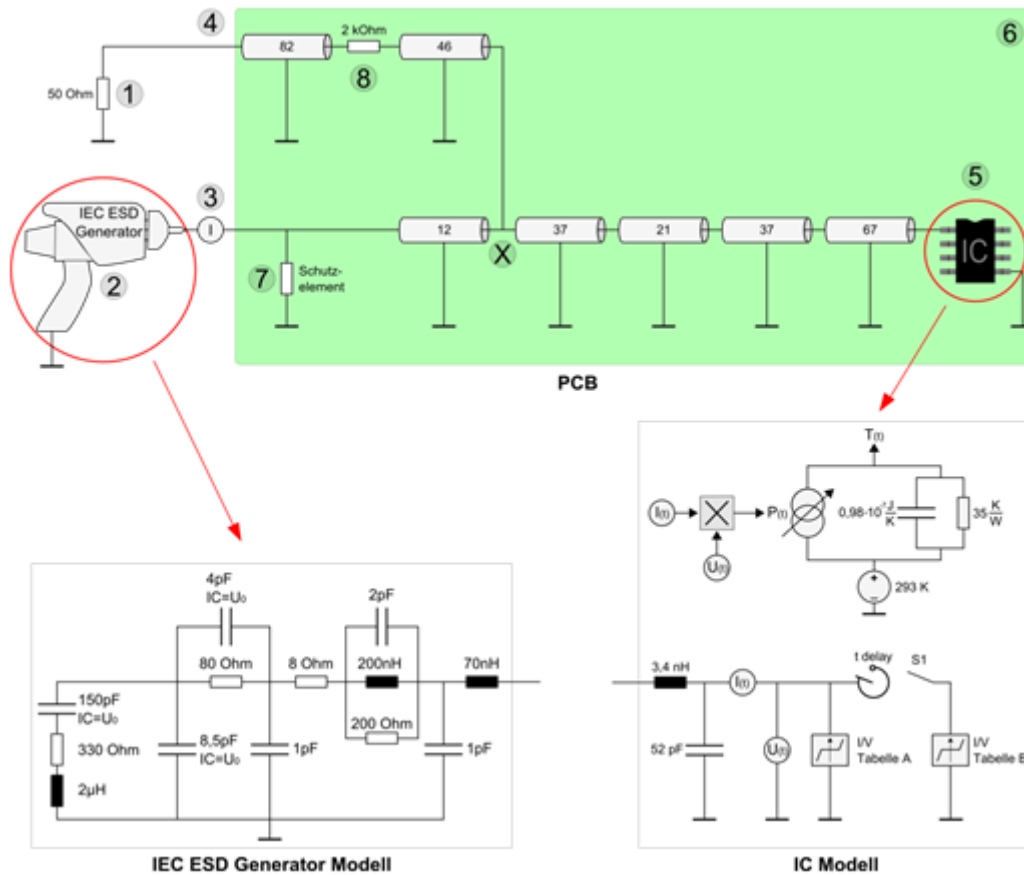 4
2 kOhm
6
82
46
8
50 Ohm
1
3
5
IEC ESD
Generator
I
12
37
21
37
67
IC
X
7
Schutz-
element
2
PCB
T(t)
I(t)
P(t)
0,98·10⁻⁷ J/K
35 K/W
U(t)
293 K
4pF
IC=U₀
2pF
80 Ohm
8 Ohm
200nH
70nH
t delay
S1
3,4 nH
I(t)
150pF
IC=U₀
200 Ohm
330 Ohm
8,5pF
IC=U₀
1pF
1pF
52 pF
U(t)
I/V
Tabelle A
I/V
Tabelle B
2µH
IEC ESD Generator Modell
IC Modell